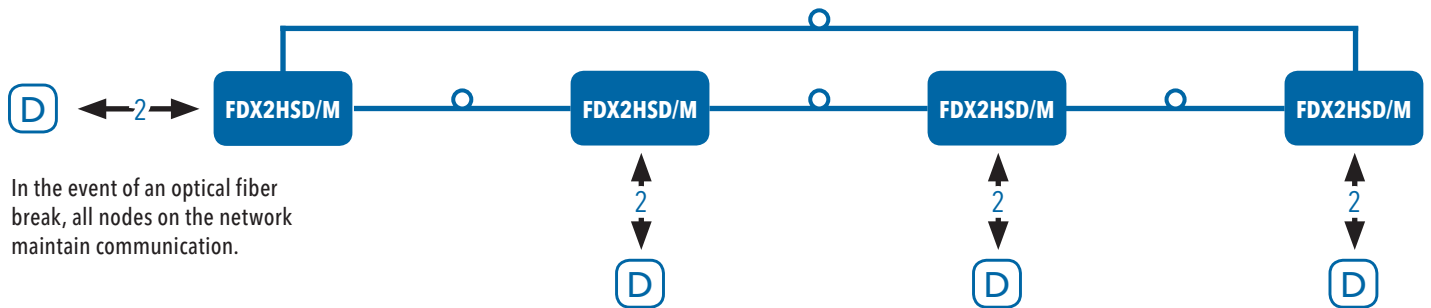 D
2
FDX2HSD/M
FDX2HSD/M
FDX2HSD/M
FDX2HSD/M
In the event of an optical fiber
break, all nodes on the network
maintain communication.
2
2
2
D
D
D